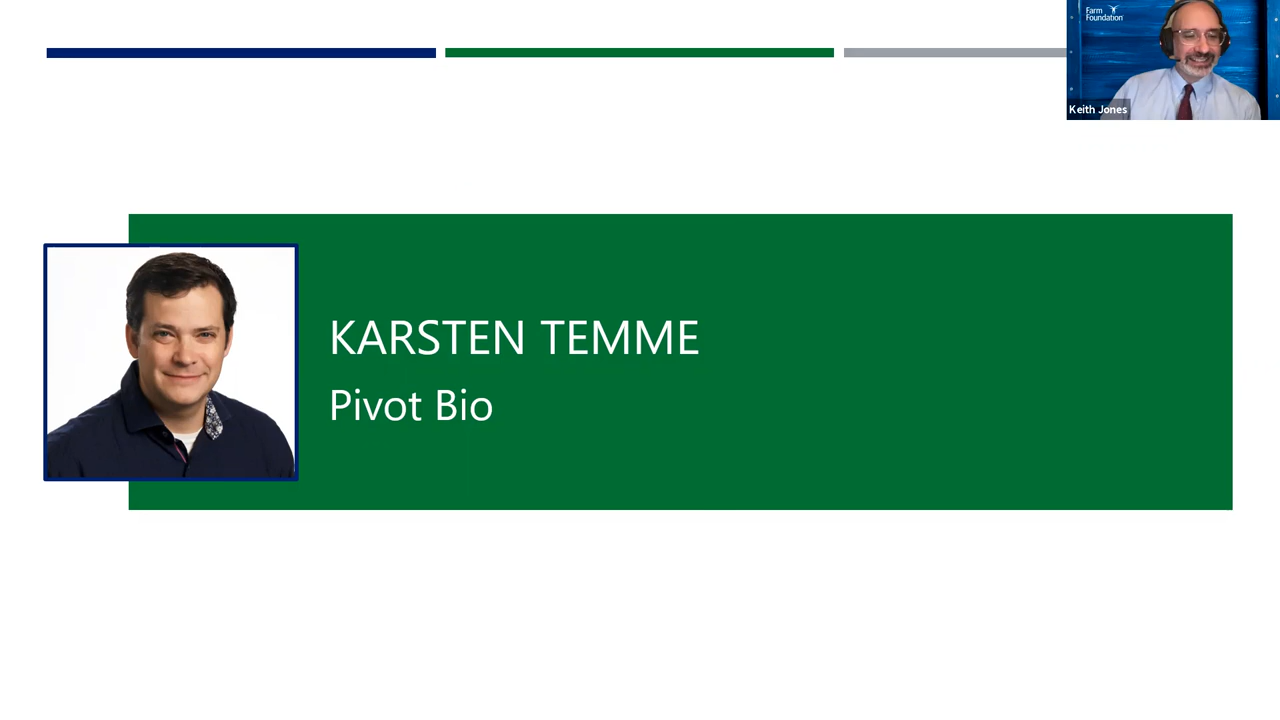 Farm
Foundation
Keith Jones
KARSTEN TEMME
Pivot Bio